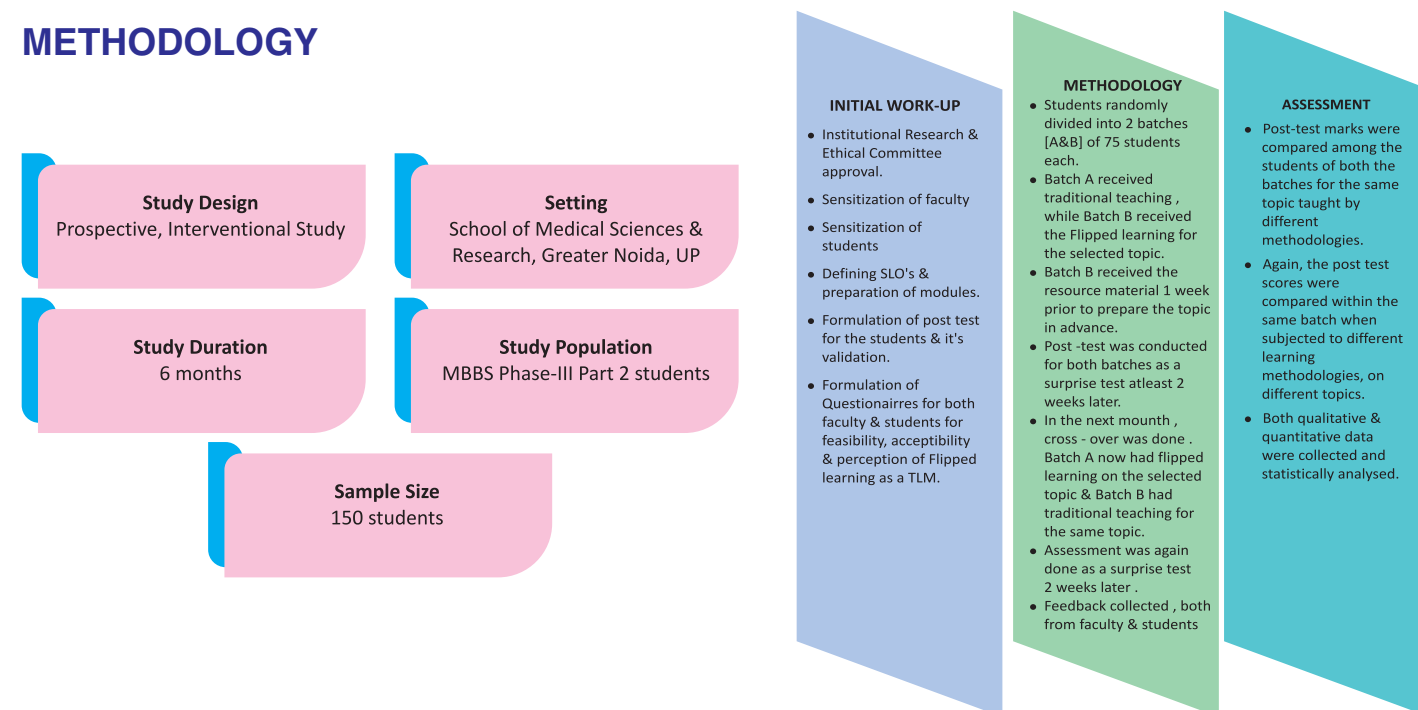 METHODOLOGY
Study Design
Prospective, Interventional Study
Setting
School of Medical Sciences &
Research, Greater Noida, UP
Study Duration
6 months
Study Population
MBBS Phase-III Part 2 students
Sample Size
150 students
INITIAL WORK-UP
● Institutional Research &
Ethical Committee
approval.
● Sensitization of faculty
● Sensitization of
students
● Defining SLO's &
preparation of modules.
● Formulation of post test
for the students & it's
validation.
● Formulation of
Questionairres for both
faculty & students for
feasibility, acceptibility
& perception of Flipped
learning as a TLM.
METHODOLOGY
● Students randomly
divided into 2 batches
[A&B] of 75 students
each.
● Batch A received
traditional teaching ,
while Batch B received
the Flipped learning for
the selected topic.
● Batch B received the
resource material 1 week
prior to prepare the topic
in advance.
● Post -test was conducted
for both batches as a
surprise test atleast 2
weeks later.
● In the next mounth ,
cross - over was done .
Batch A now had flipped
learning on the selected
topic & Batch B had
traditional teaching for
the same topic.
● Assessment was again
done as a surprise test
2 weeks later .
● Feedback collected , both
from faculty & students
ASSESSMENT
● Post-test marks were
compared among the
students of both the
batches for the same
topic taught by
different
methodologies.
● Again, the post test
scores were
compared within the
same batch when
subjected to different
learning
methodologies, on
different topics.
● Both qualitative &
quantitative data
were collected and
statistically analysed.